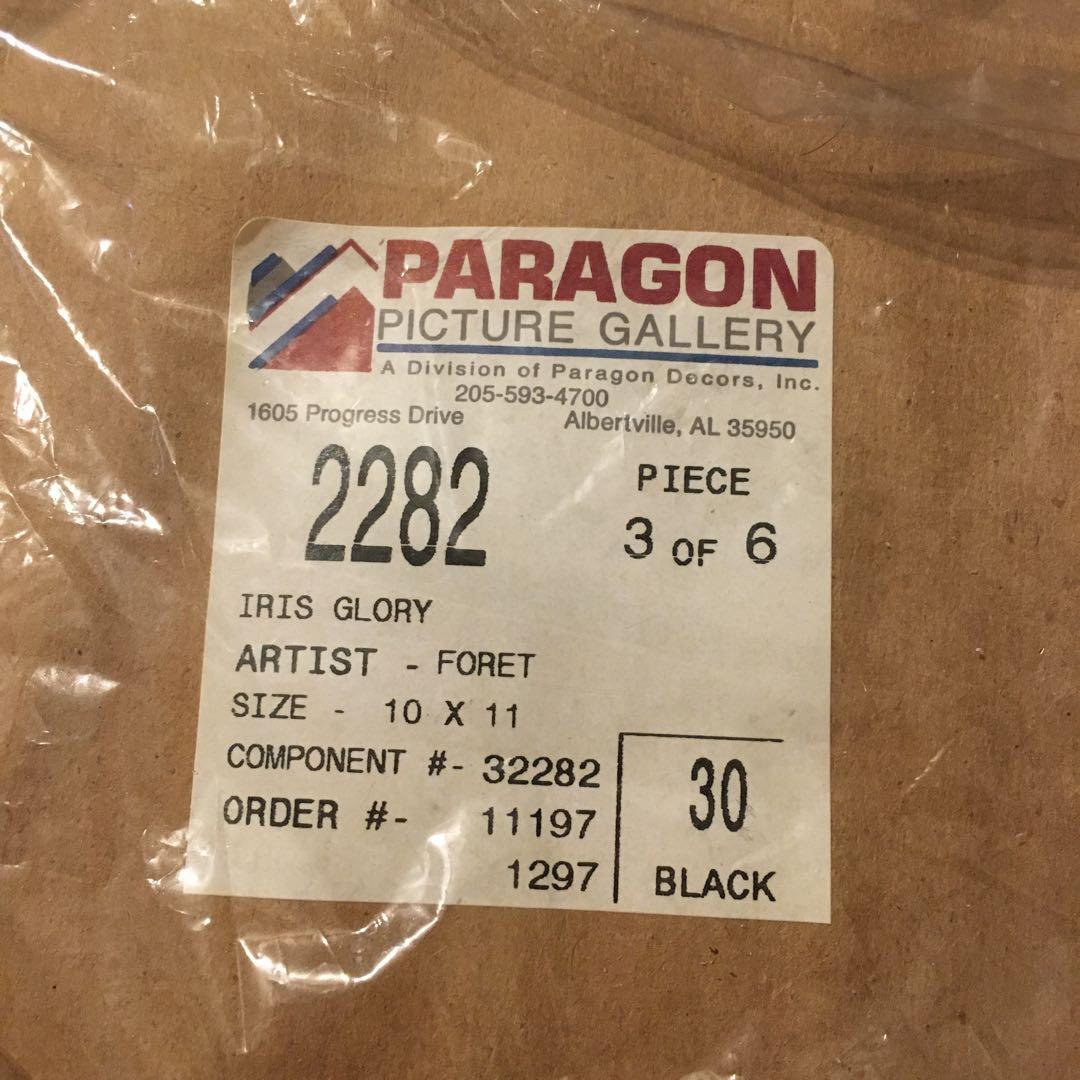 PARAGON
PICTURE GALLERY
A Division of Paragon Decors, Inc.
205-593-4700
1605 Progress Drive Albertville, AL 35950
2282
PIECE
3 OF 6
IRIS GLORY
ARTIST - FORET
SIZE - 10 X 11
COMPONENT #- 32282
ORDER #- 11197
1297
30
BLACK